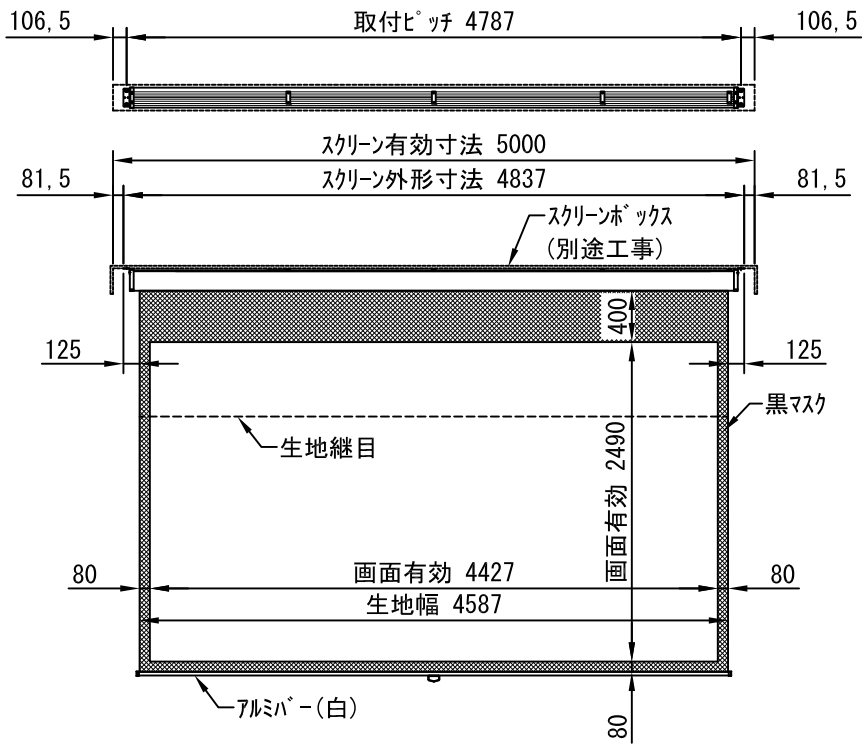 106,5
取付ﾋﾟｯﾁ 4787
106,5
ｽｸﾘｰﾝ有効寸法 5000
81,5
ｽｸﾘｰﾝ外形寸法 4837
81,5
ｽｸﾘｰﾝﾎﾞｯｸｽ
(別途工事)
400
125
125
黒ﾏｽｸ
生地継目
画面有効 2490
80
画面有効 4427
80
生地幅 4587
ｱﾙﾐﾊﾞｰ(白)
80